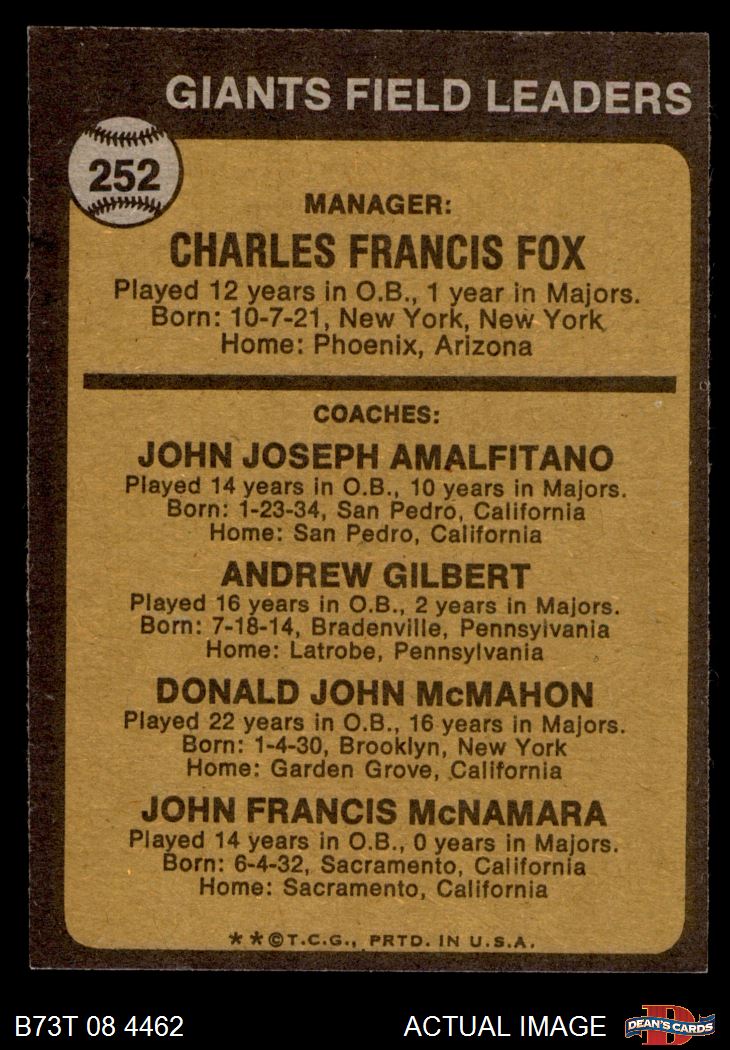 GIANTS FIELD LEADERS
252
MANAGER:
CHARLES FRANCIS FOX
Played 12 years in O.B., 1 year in Majors.
Born: 10-7-21, New York, New York
Home: Phoenix, Arizona
COACHES:
JOHN JOSEPH AMALFITANO
Played 14 years in O.B., 10 years in Majors.
Born: 1-23-34, San Pedro, California
Home: San Pedro, California
ANDREW GILBERT
Played 16 years in O.B., 2 years in Majors.
Born: 7-18-14, Bradenville, Pennsylvania
Home: Latrobe, Pennsylvania
DONALD JOHN McMAHON
Played 22 years in O.B., 16 years in Majors.
Born: 1-4-30, Brooklyn, New York
Home: Garden Grove, California
JOHN FRANCIS McNAMARA
Played 14 years in O.B., 0 years in Majors.
Born: 6-4-32, Sacramento, California
Home: Sacramento, California
**©T.C.G., PRTD. IN U.S.A.
B73T 08 4462 ACTUAL IMAGE D DEAN'S CARDS